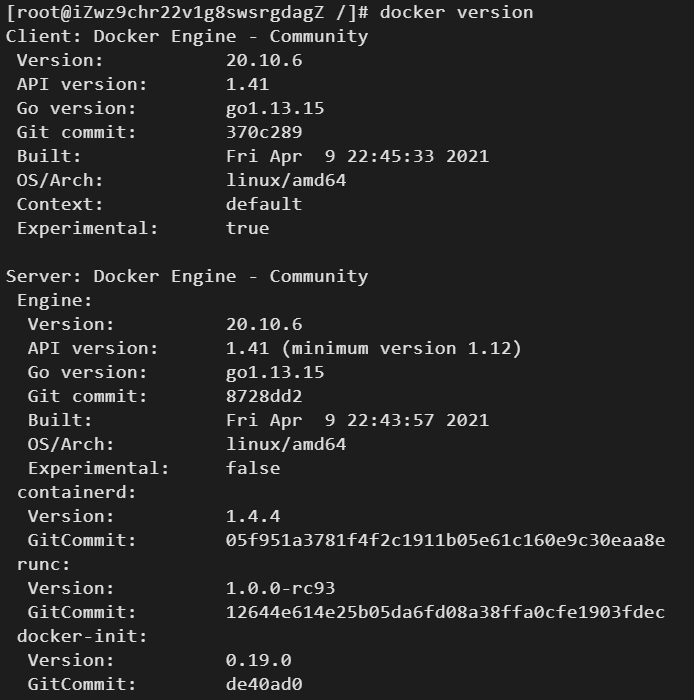 [root@iZwz9chr22v1g8swsrgdagZ /]# docker version
Client: Docker Engine - Community
 Version:           20.10.6
 API version:       1.41
 Go version:        go1.13.15
 Git commit:        370c289
 Built:             Fri Apr  9 22:45:33 2021
 OS/Arch:           linux/amd64
 Context:           default
 Experimental:      true

Server: Docker Engine - Community
 Engine:
  Version:          20.10.6
  API version:      1.41 (minimum version 1.12)
  Go version:       go1.13.15
  Git commit:       8728dd2
  Built:            Fri Apr  9 22:43:57 2021
  OS/Arch:          linux/amd64
  Experimental:     false
 containerd:
  Version:          1.4.4
  GitCommit:        05f951a3781f4f2c1911b05e61c160e9c30eaa8e
 runc:
  Version:          1.0.0-rc93
  GitCommit:        12644e614e25b05da6fd08a38ffa0cfe1903fdec
 docker-init:
  Version:          0.19.0
  GitCommit:        de40ad0